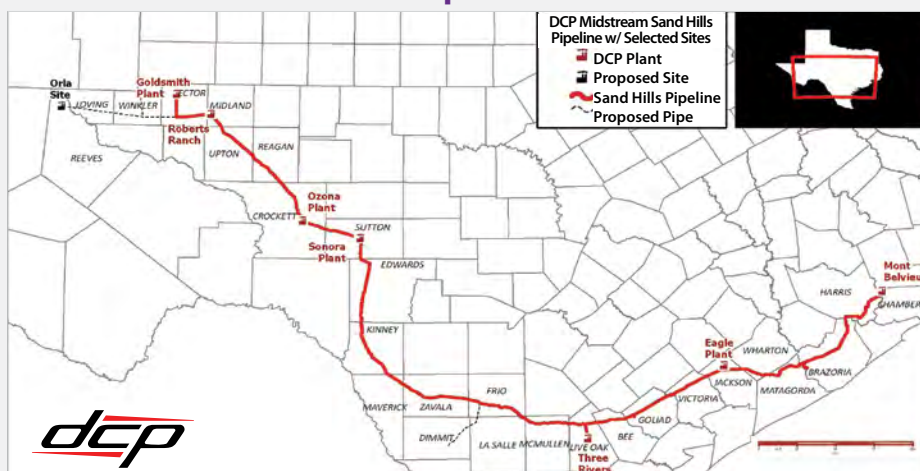 DCP Midstream Sand Hills
Pipeline w/ Selected Sites
DCP Plant
Proposed Site
Sand Hills Pipeline
Proposed Pipe
Orla
Site
Goldsmith
Plant
ECTOR
LOVING
WINKLER
MIDLAND
Roberts
Ranch
REEVES
UPTON
REAGAN
Ozona
Plant
CROCKETT
SUTTON
Sonora
Plant
EDWARDS
KINNEY
MAVERICK
ZAVALA
FRIO
DIMMIT
LA SALLE
MCMULLEN
LIVE OAK
Three
Rivers
BEE
GOLIAD
VICTORIA
JACKSON
Eagle
Plant
WHARTON
MATAGORDA
BRAZORIA
HARRIS
Mont
Belvieu
CHAMBER
dcp